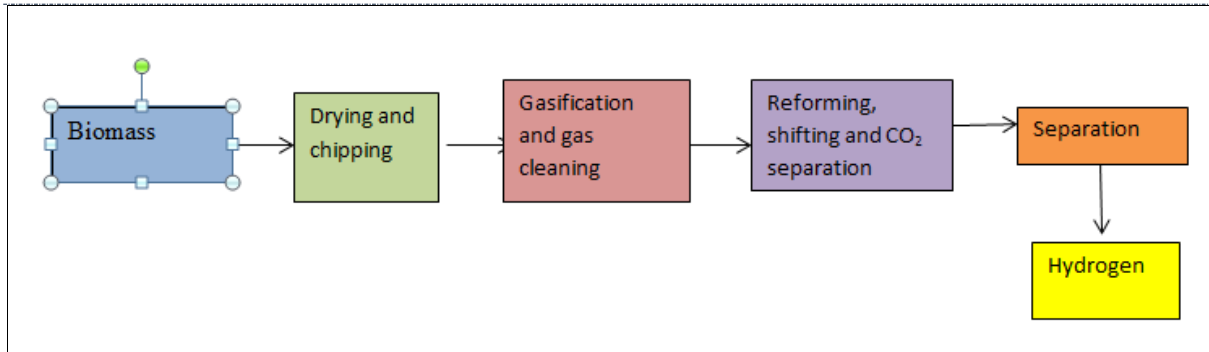 Biomass
Drying and
chipping
Gasification
and gas
cleaning
Reforming,
shifting and CO₂
separation
Separation
Hydrogen